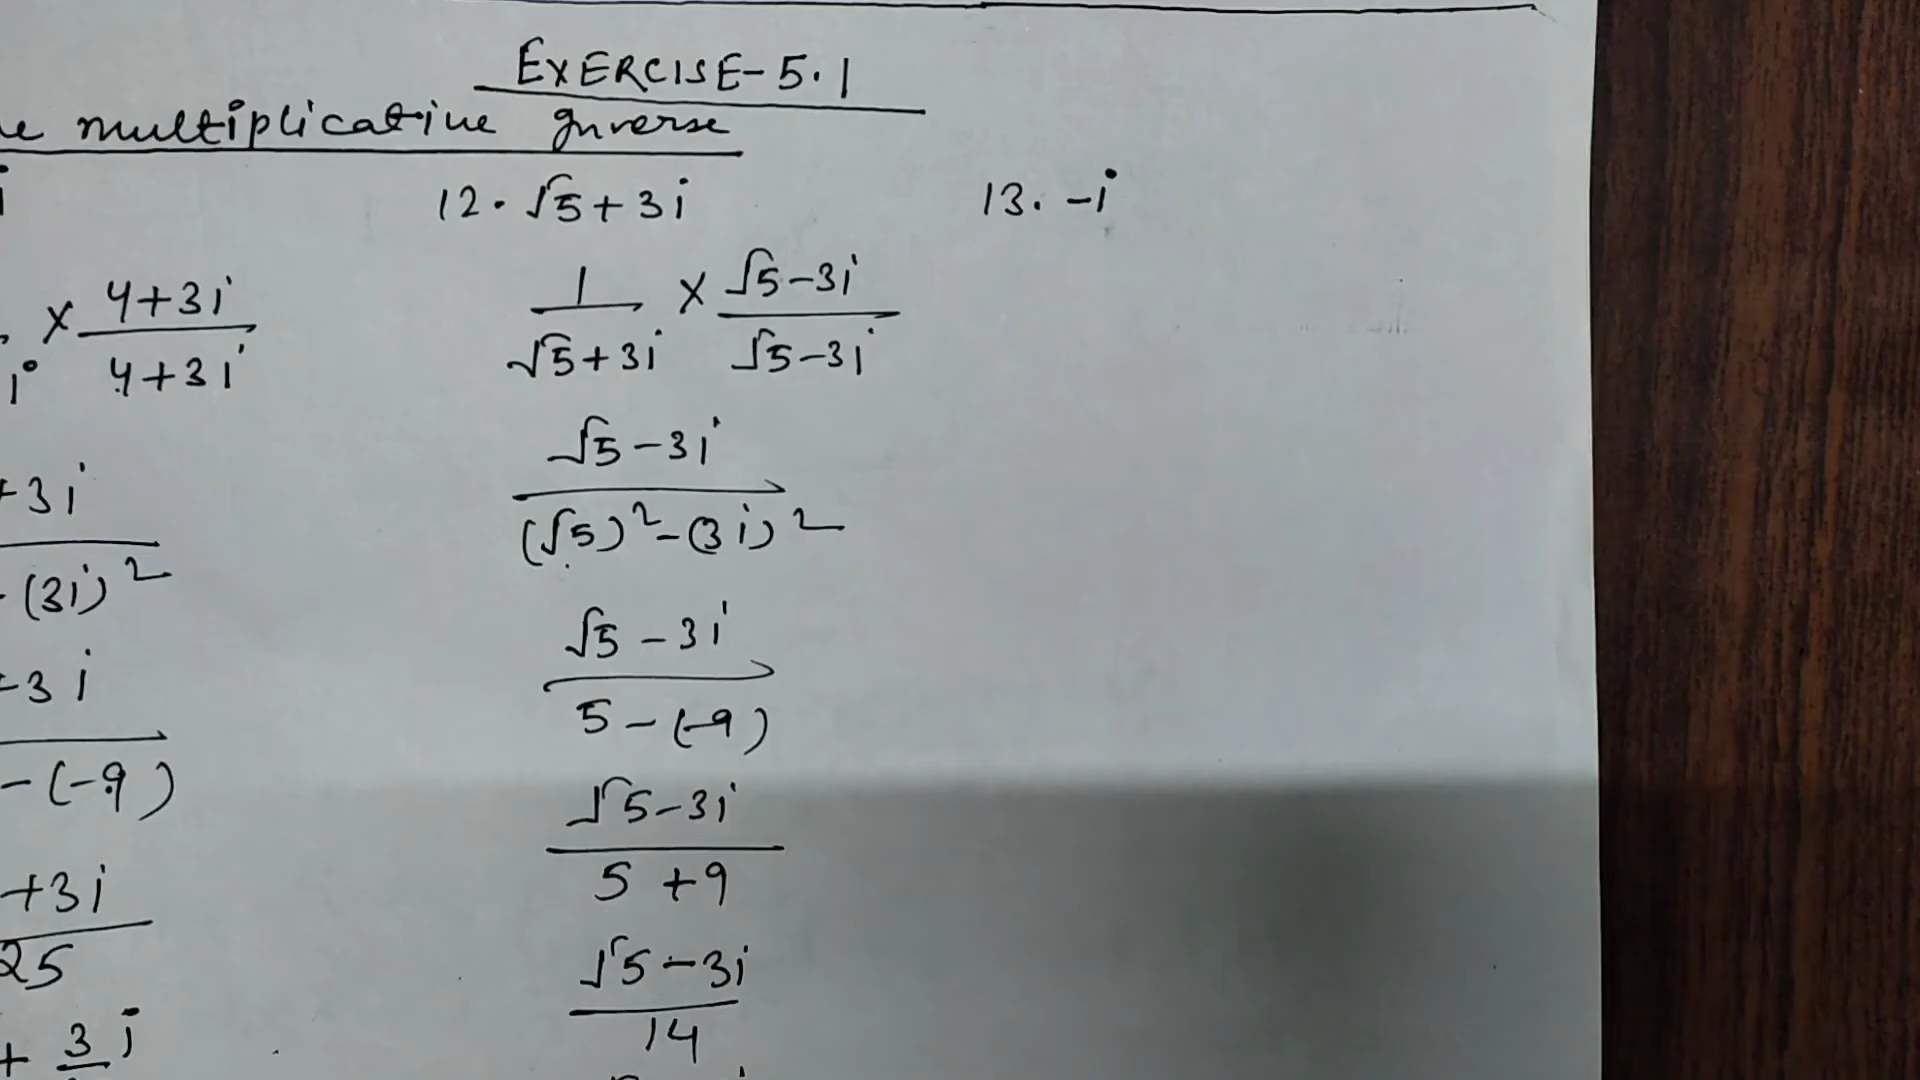 EXERCISE-5.1
multiplicative Inverse
i
12. √5+3i
13. -i
× 4+3i
i 4+3i
1 × √5-3i
√5+3i √5-3i
+3i
-(3i)²
√5-3i
(√5)²-(3i)²
3i
-(-9)
√5-3i
5-(-9)
+3i
25
√5-3i
5+9
+ 3i
√5-3i
14